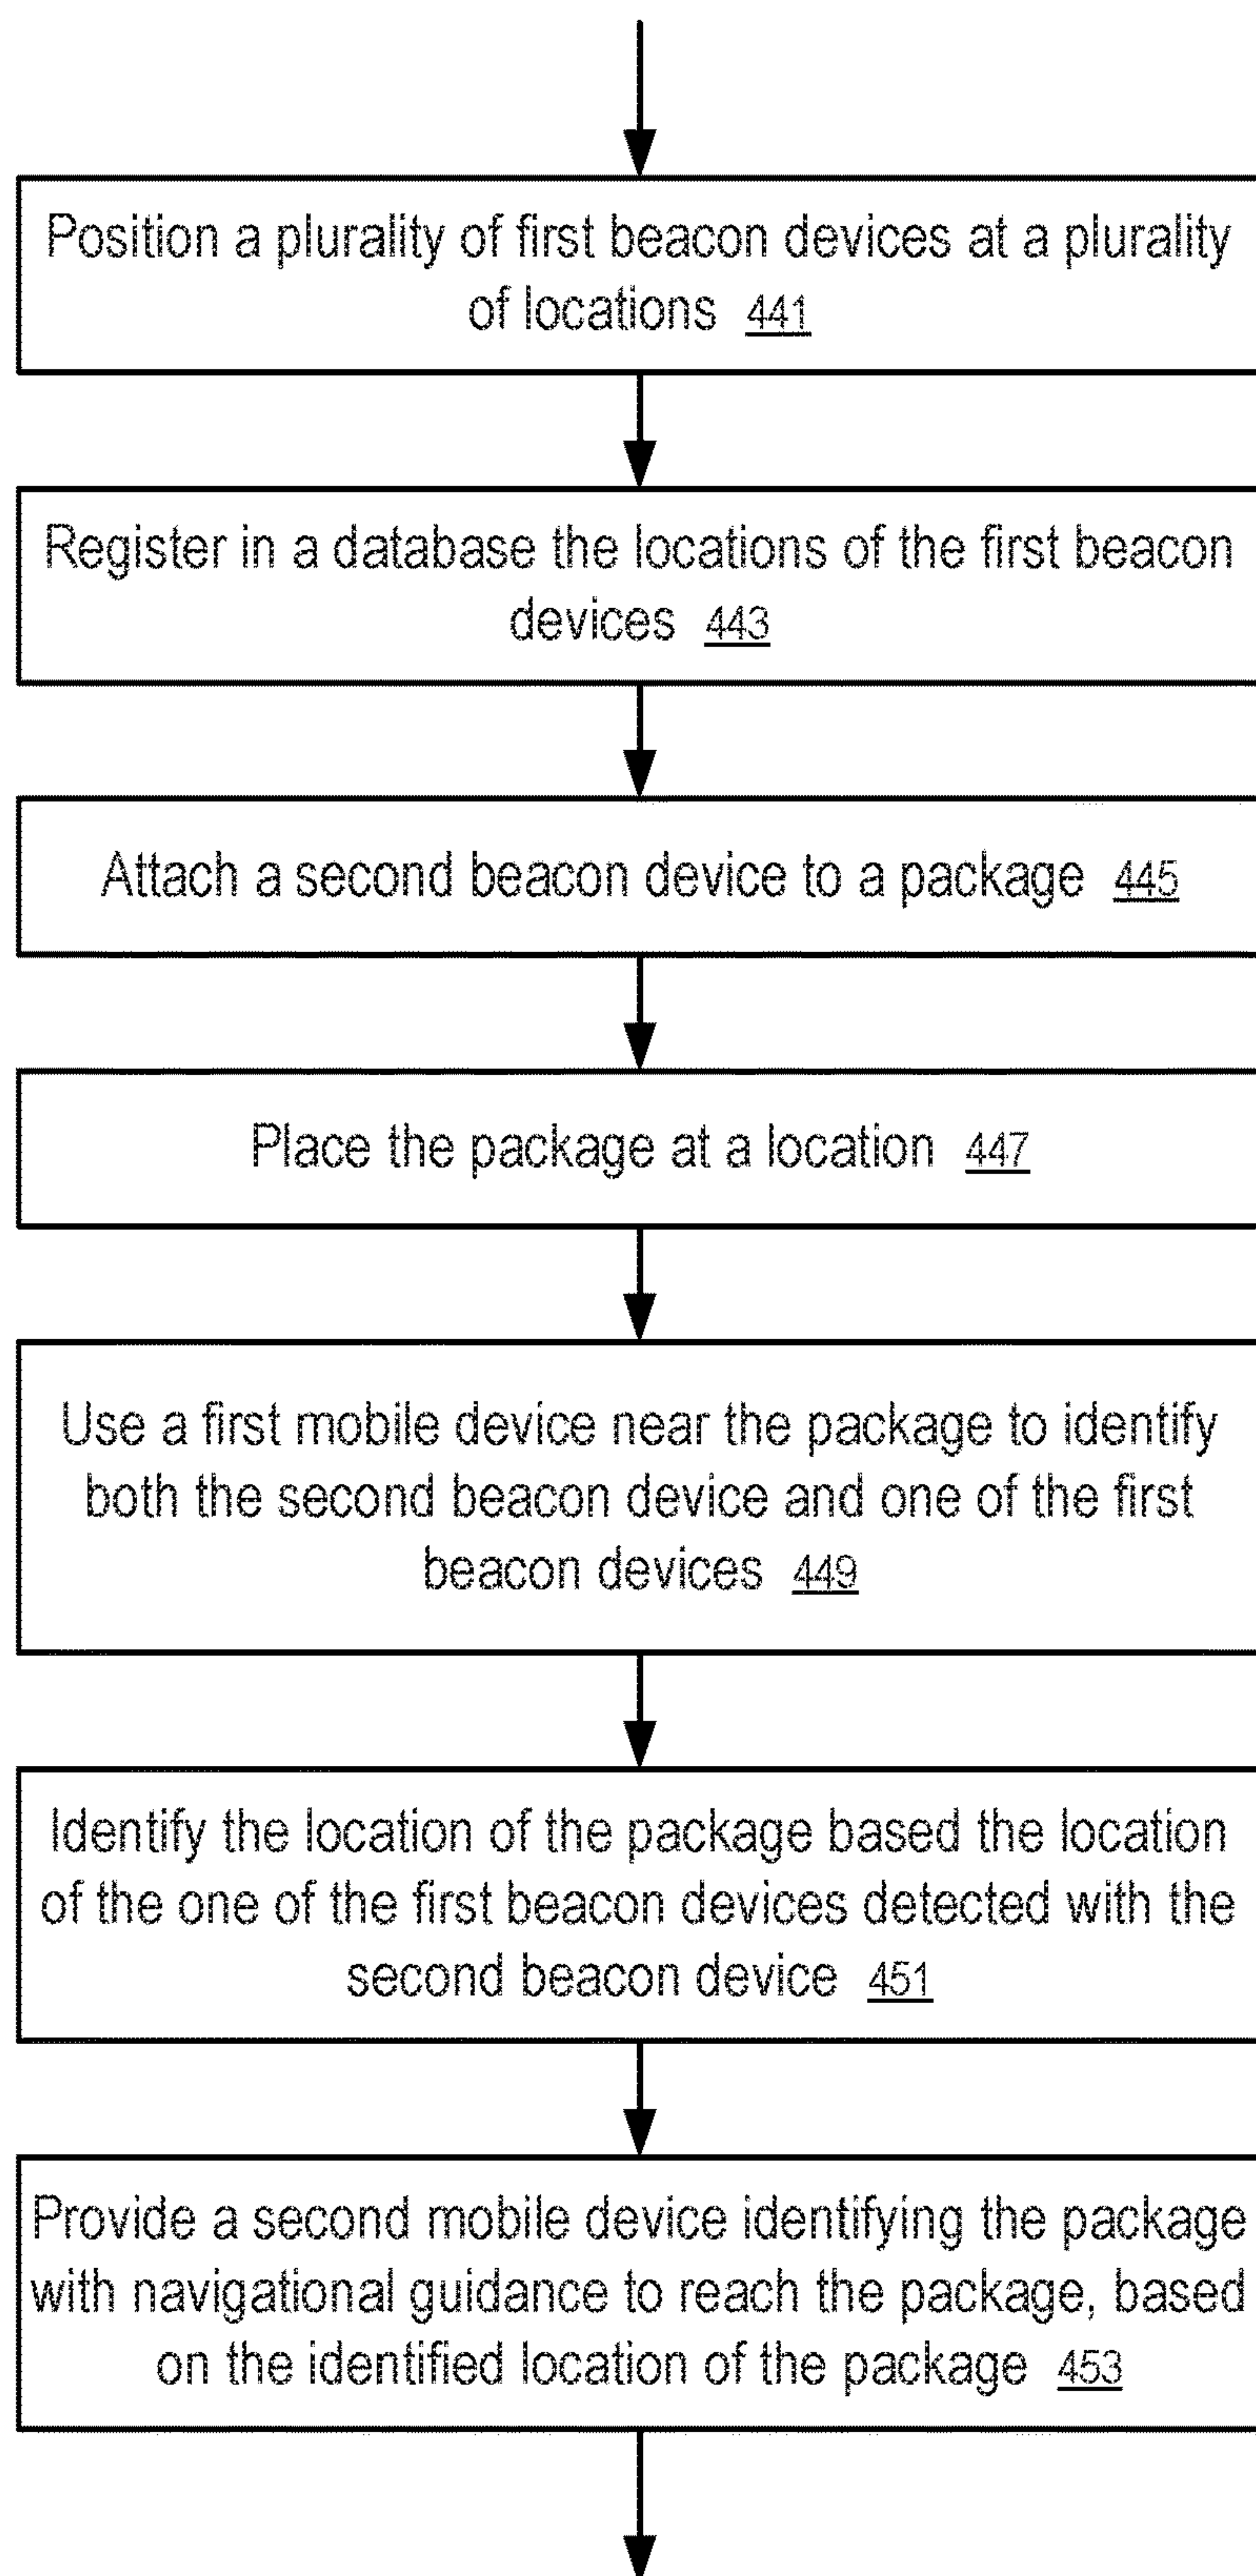 Position a plurality of first beacon devices at a plurality
of locations 441
Register in a database the locations of the first beacon
devices 443
Attach a second beacon device to a package 445
Place the package at a location 447
Use a first mobile device near the package to identify
both the second beacon device and one of the first
beacon devices 449
Identify the location of the package based the location
of the one of the first beacon devices detected with the
second beacon device 451
Provide a second mobile device identifying the package
with navigational guidance to reach the package, based
on the identified location of the package 453